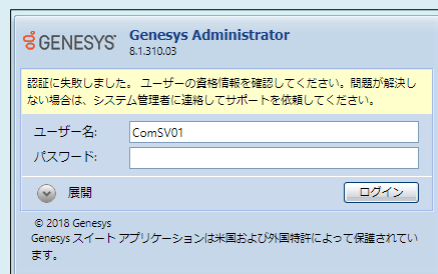 GENESYS
Genesys Administrator
8.1.310.03
認証に失敗しました。 ユーザーの資格情報を確認してください。問題が解決し
ない場合は、システム管理者に連絡してサポートを依頼してください。
ユーザー名:
ComSV01
パスワード:
展開
ログイン
© 2018 Genesys
Genesys スイート アプリケーションは米国および外国特許によって保護されてい
ます。